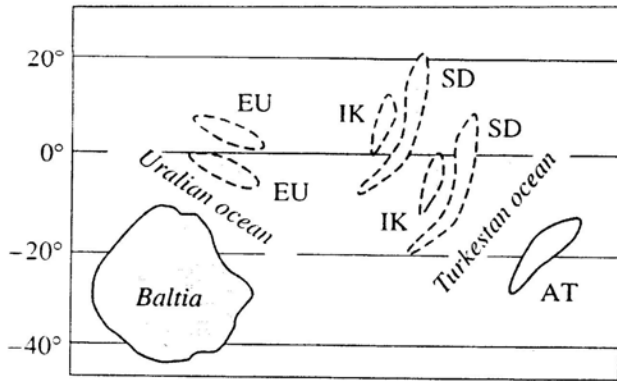 20°
SD
EU
IK
SD
0°
Uralian ocean
EU
IK
Turkestan ocean
−20°
Baltia
AT
−40°